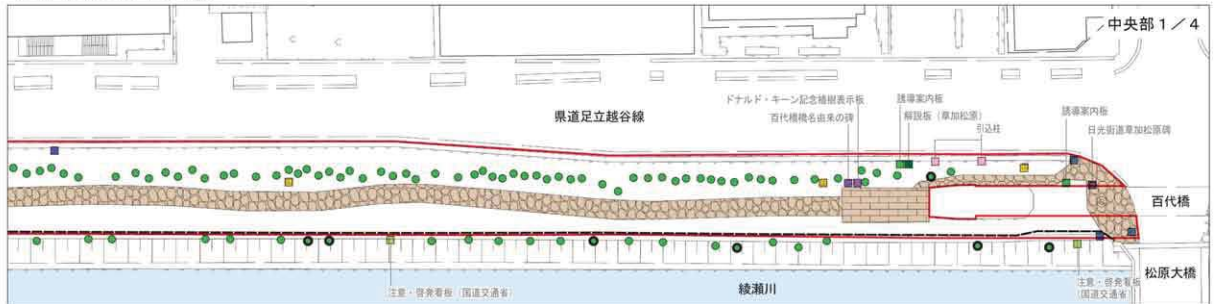 中央部1/4
県道足立越谷線
ドナルド・キーン記念植樹表示板
百代橋橋名由来の碑
誘導案内板
解説板（草加松原）
引込柱
誘導案内板
日光街道草加松原碑
百代橋
松原大橋
綾瀬川
注意・啓発看板（国道交通省）
注意・啓発看板
（国道交通省）